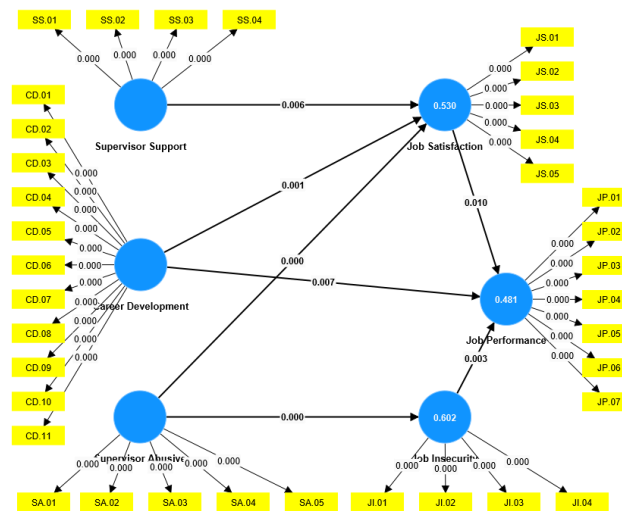 SS.01 SS.02 SS.03 SS.04
0.000 0.000 0.000 0.000
Supervisor Support
0.006
JS.01
JS.02
JS.03
JS.04
JS.05
0.000
0.000
0.000
0.000
0.000
0.530
Job Satisfaction
CD.01
CD.02
CD.03
CD.04
CD.05
CD.06
CD.07
CD.08
CD.09
CD.10
CD.11
0.000
0.000
0.000
0.000
0.000
0.000
0.000
0.000
0.000
0.000
0.000
Career Development
0.001
0.000
0.007
0.010
JP.01
JP.02
JP.03
JP.04
JP.05
JP.06
JP.07
0.000
0.000
0.000
0.000
0.000
0.000
0.000
0.481
Job Performance
0.003
Supervisor Abusive
0.000
0.602
Job Insecurity
0.000 0.000 0.000 0.000 0.000
SA.01 SA.02 SA.03 SA.04 SA.05
0.000 0.000 0.000 0.000
JI.01 JI.02 JI.03 JI.04